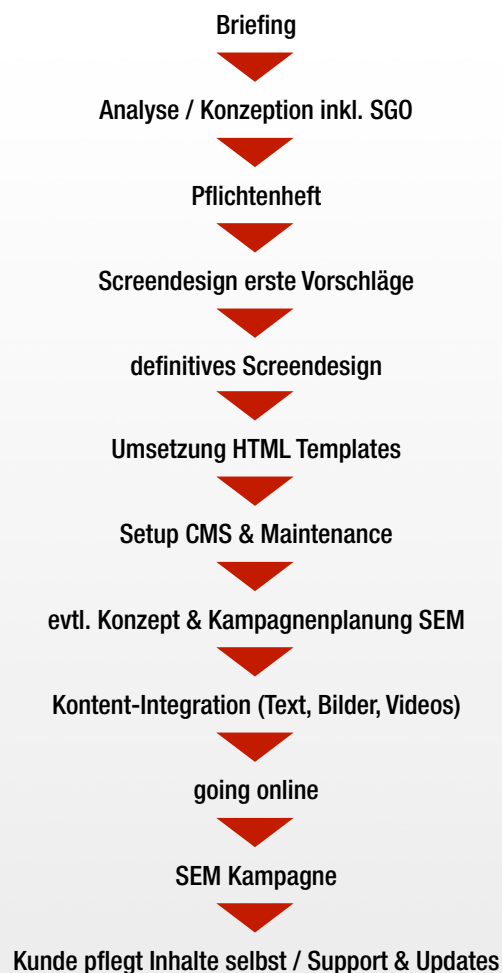 Briefing
Analyse / Konzeption inkl. SGO
Pflichtenheft
Screendesign erste Vorschläge
definitives Screendesign
Umsetzung HTML Templates
Setup CMS & Maintenance
evtl. Konzept & Kampagnenplanung SEM
Kontent-Integration (Text, Bilder, Videos)
going online
SEM Kampagne
Kunde pflegt Inhalte selbst / Support & Updates